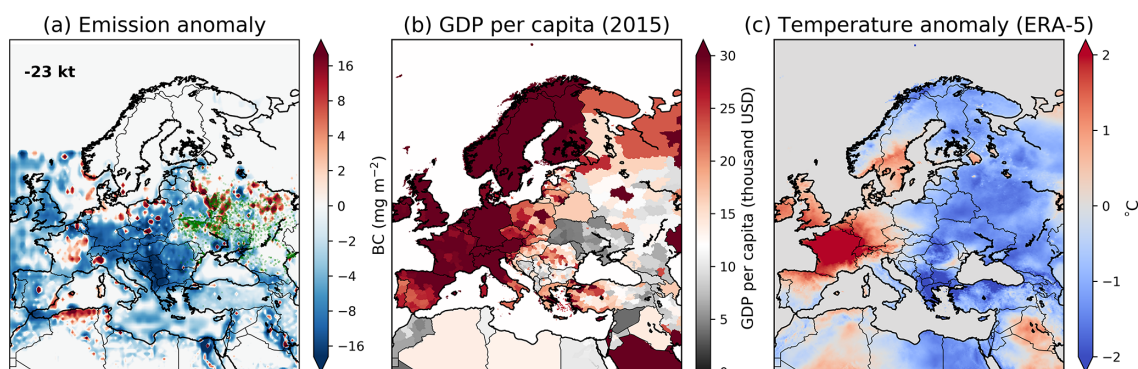 (a) Emission anomaly
-23 kt
16
8
4
2
0
−2
−4
−8
−16
BC (mg m⁻²)
(b) GDP per capita (2015)
30
25
20
15
10
5
GDP per capita (thousand USD)
(c) Temperature anomaly (ERA-5)
2
1
0
−1
−2
°C